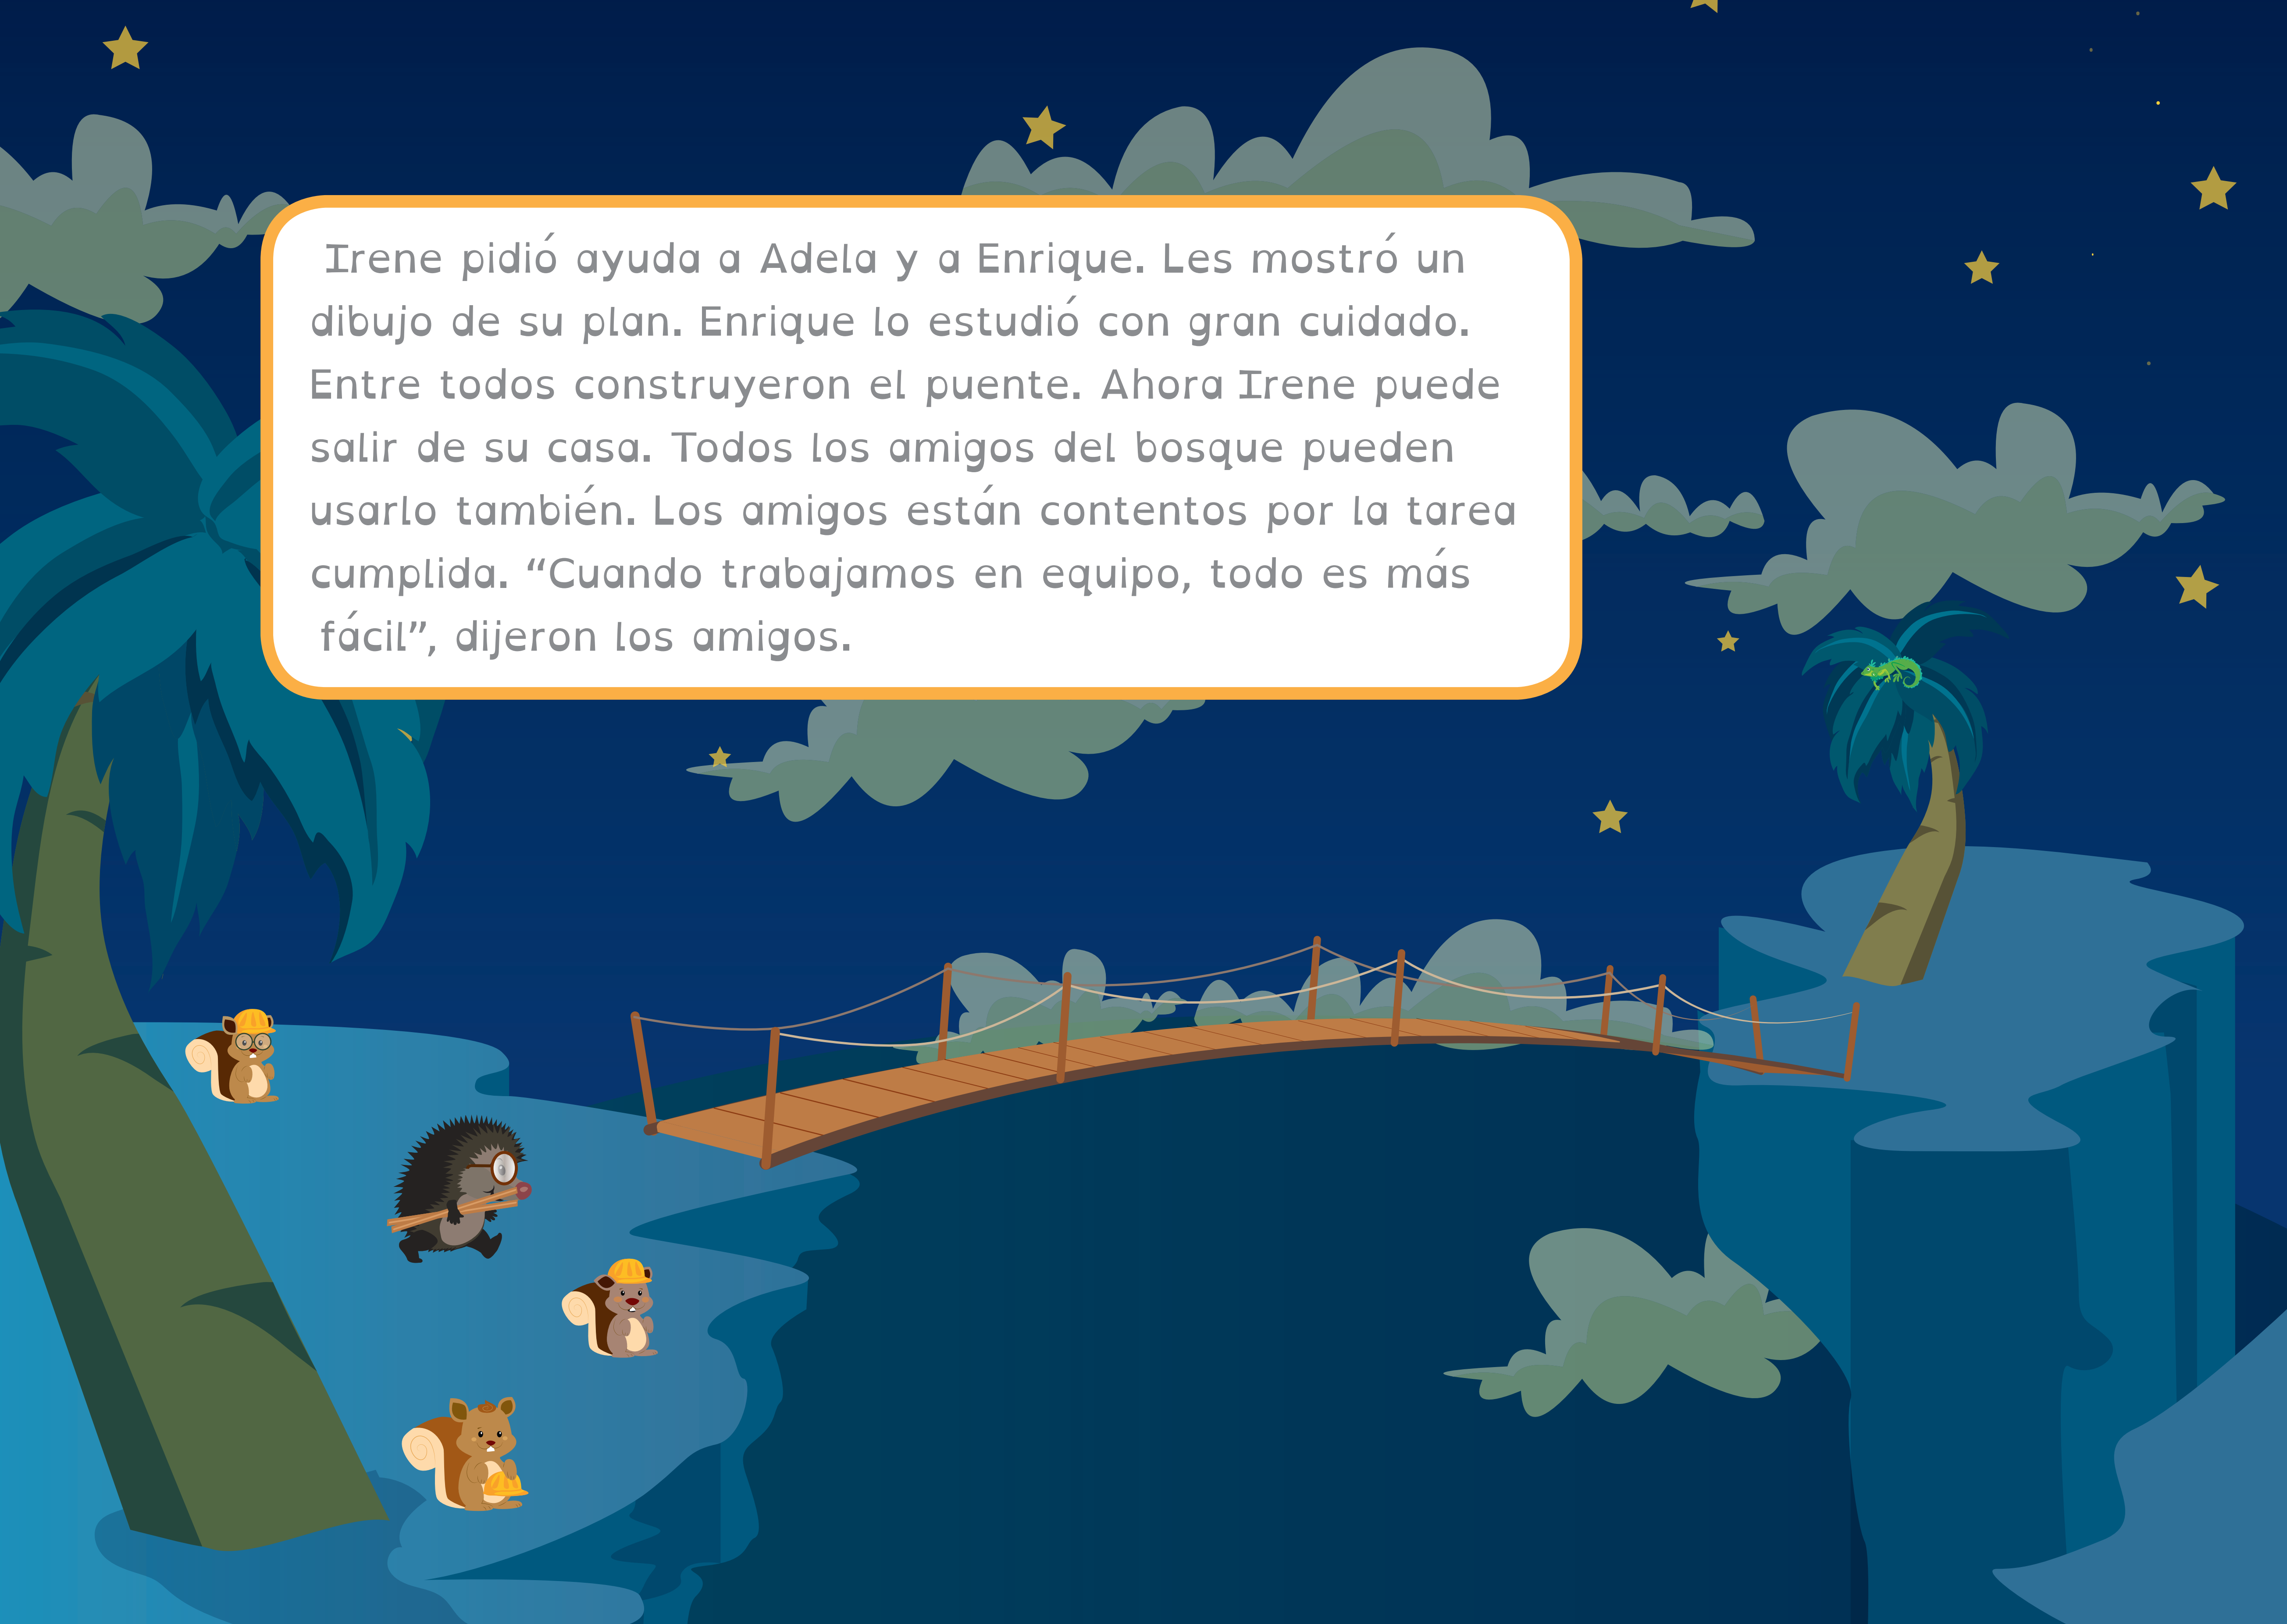 Irene pidió ayuda a Adela y a Enrique. Les mostró un
dibujo de su plan. Enrique lo estudió con gran cuidado.
Entre todos construyeron el puente. Ahora Irene puede
salir de su casa. Todos los amigos del bosque pueden
usarlo también. Los amigos están contentos por la tarea
cumplida. “Cuando trabajamos en equipo, todo es más
fácil”, dijeron los amigos.